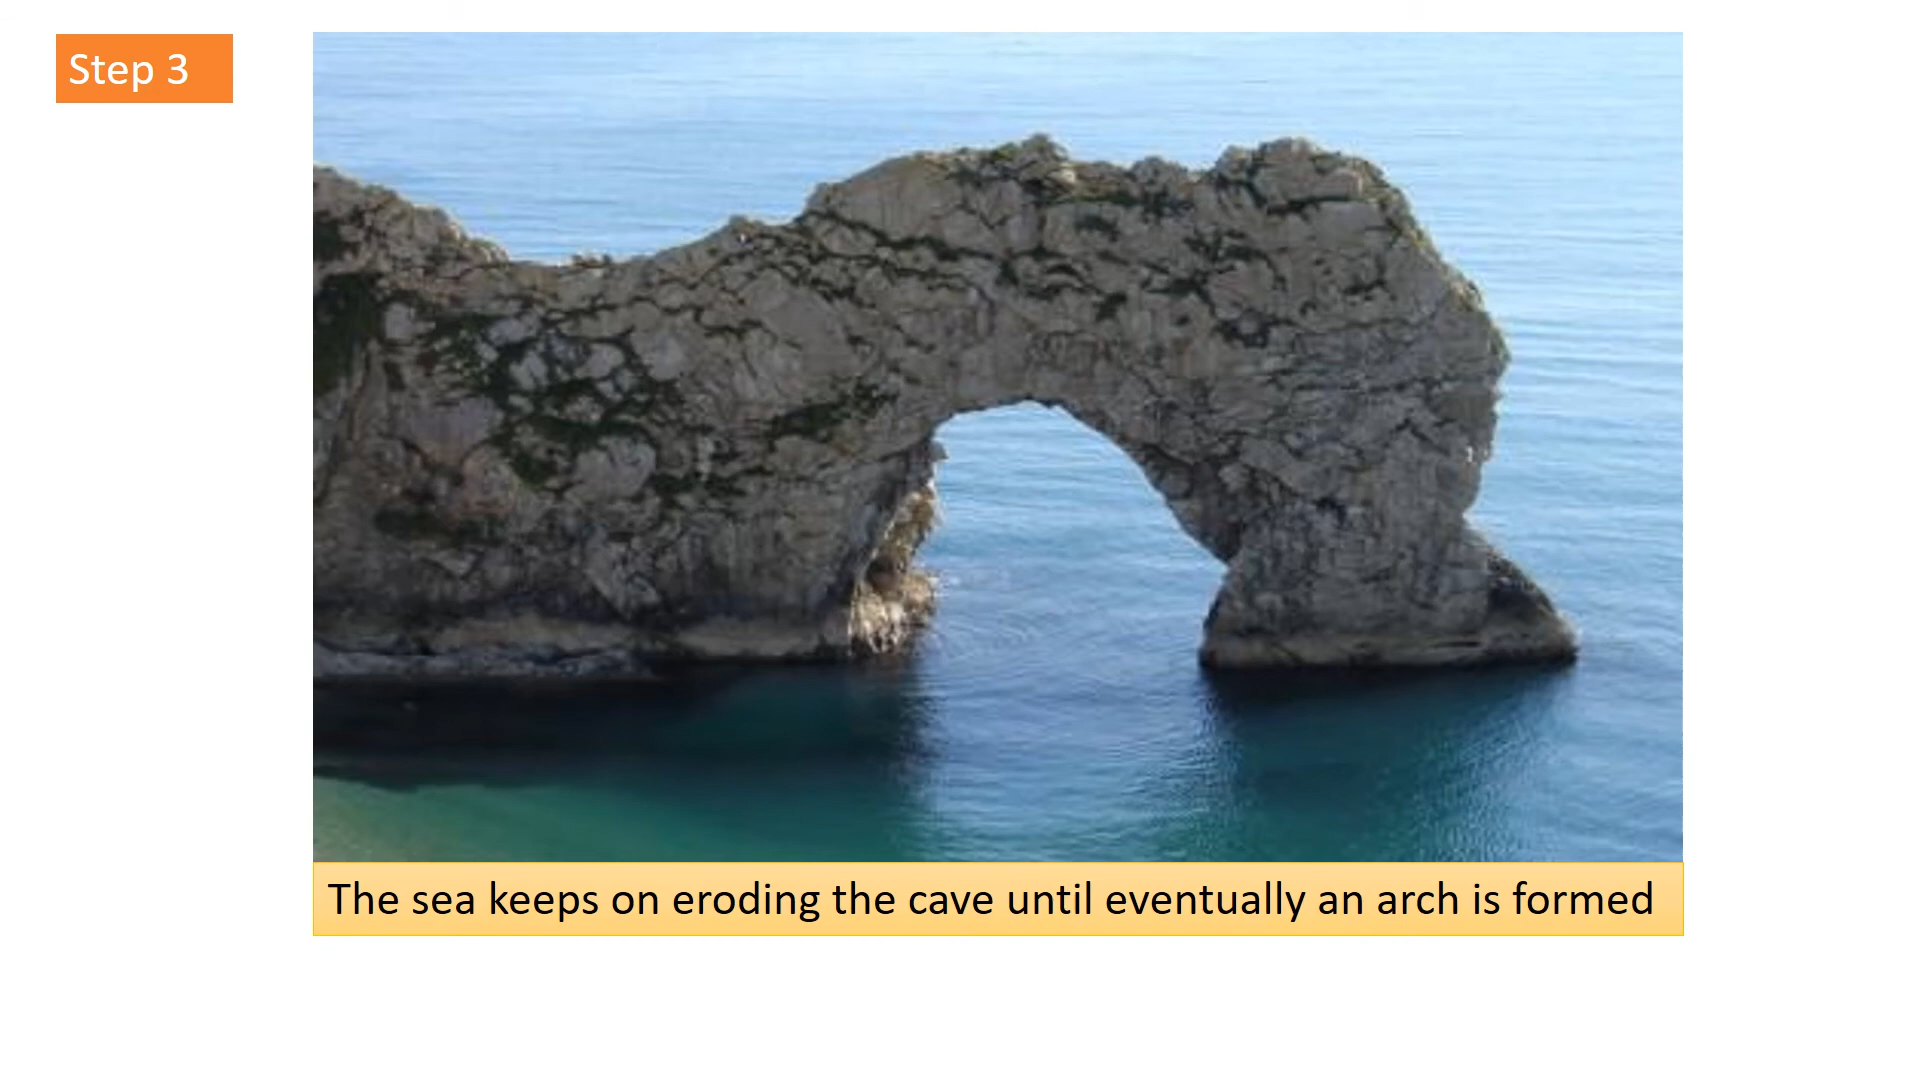 Step 3
The sea keeps on eroding the cave until eventually an arch is formed